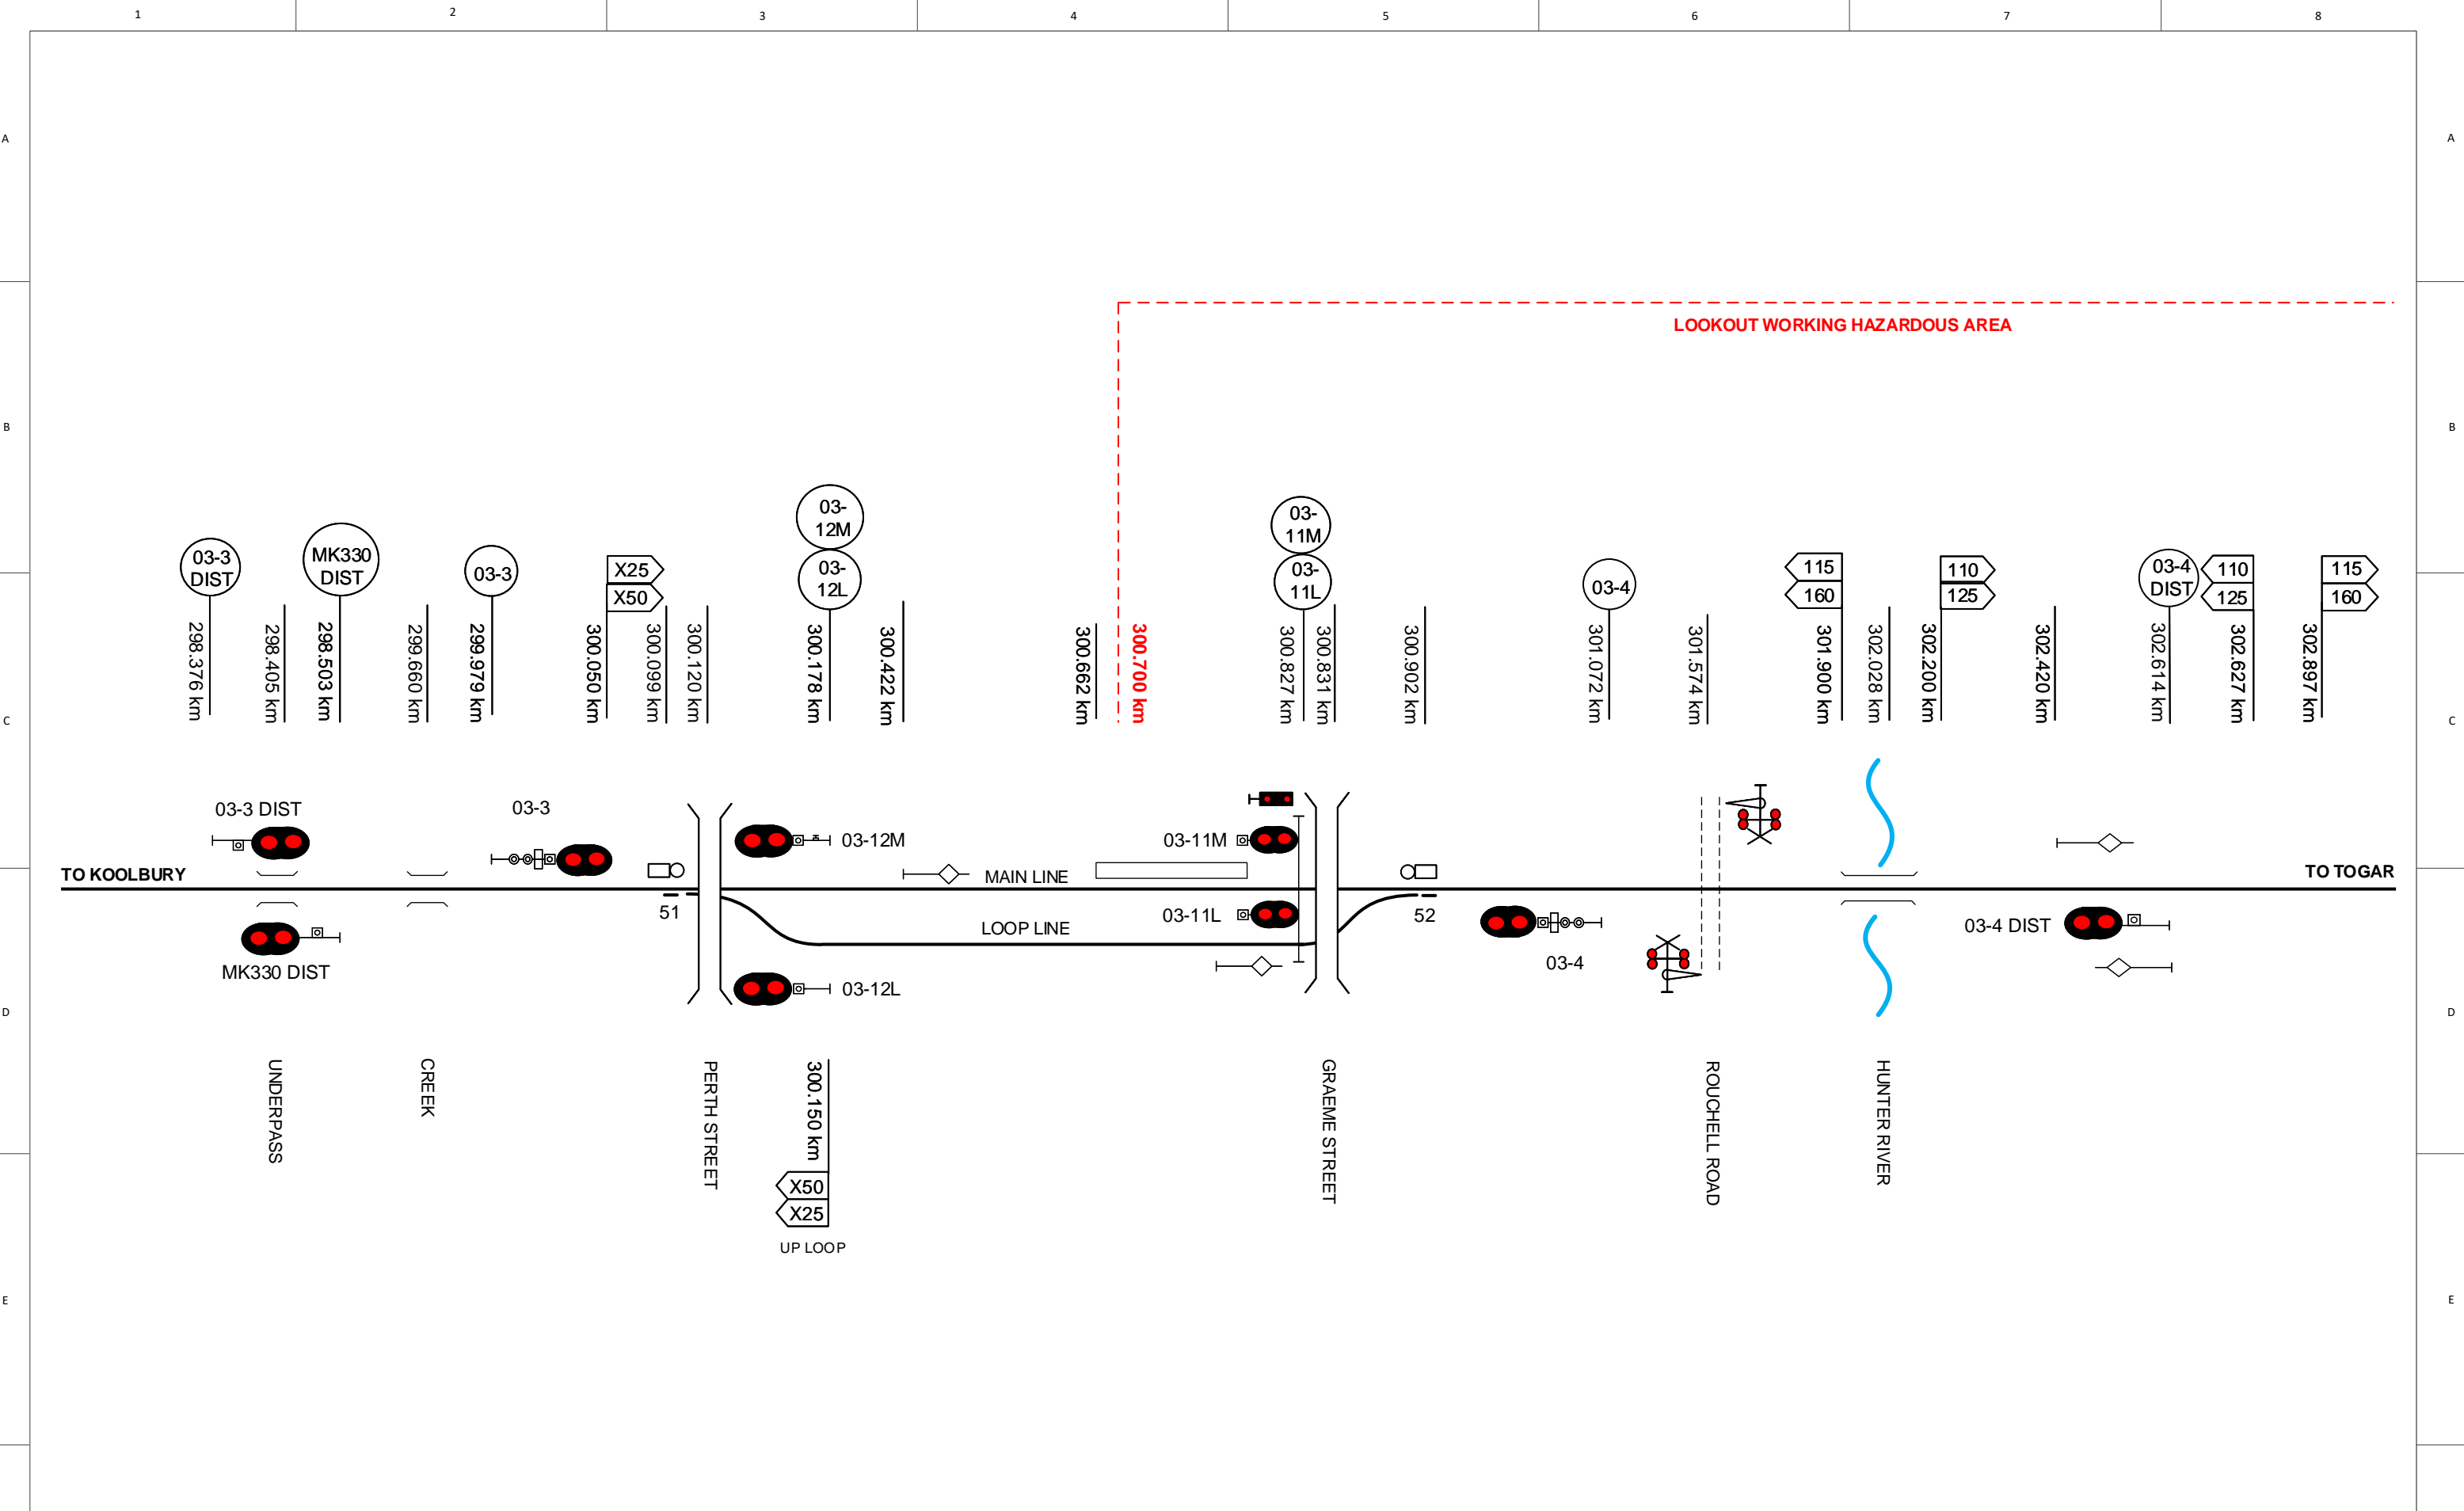 1 2 3 4 5 6 7 8
A A
LOOKOUT WORKING HAZARDOUS AREA
B B
03-
12M
03-
12L
03-
11M
03-
11L
03-3
DIST
MK330
DIST
03-3
X25
X50
03-4
115
160
110
125
03-4
DIST
110
125
115
160
298.376 km
298.405 km
298.503 km
299.660 km
299.979 km
300.050 km
300.099 km
300.120 km
300.178 km
300.422 km
300.662 km
300.700 km
300.827 km
300.831 km
300.902 km
301.072 km
301.574 km
301.900 km
302.028 km
302.200 km
302.420 km
302.614 km
302.627 km
302.897 km
C C
03-3 DIST
03-3
03-12M
03-11M
TO KOOLBURY
MAIN LINE
TO TOGAR
51
03-11L
52
LOOP LINE
03-4 DIST
MK330 DIST
03-4
03-12L
D D
UNDERPASS
CREEK
PERTH STREET
300.150 km
GRAEME STREET
ROUCHELL ROAD
HUNTER RIVER
X50
X25
UP LOOP
E E